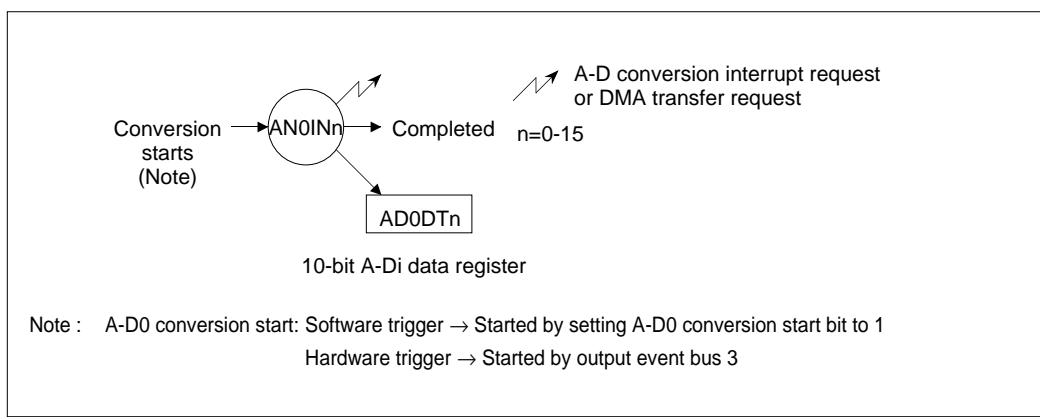 A-D conversion interrupt request
or DMA transfer request
Conversion
starts
(Note)
AN0INn
Completed
n=0-15
AD0DTn
10-bit A-Di data register
Note : A-D0 conversion start: Software trigger → Started by setting A-D0 conversion start bit to 1
Hardware trigger → Started by output event bus 3